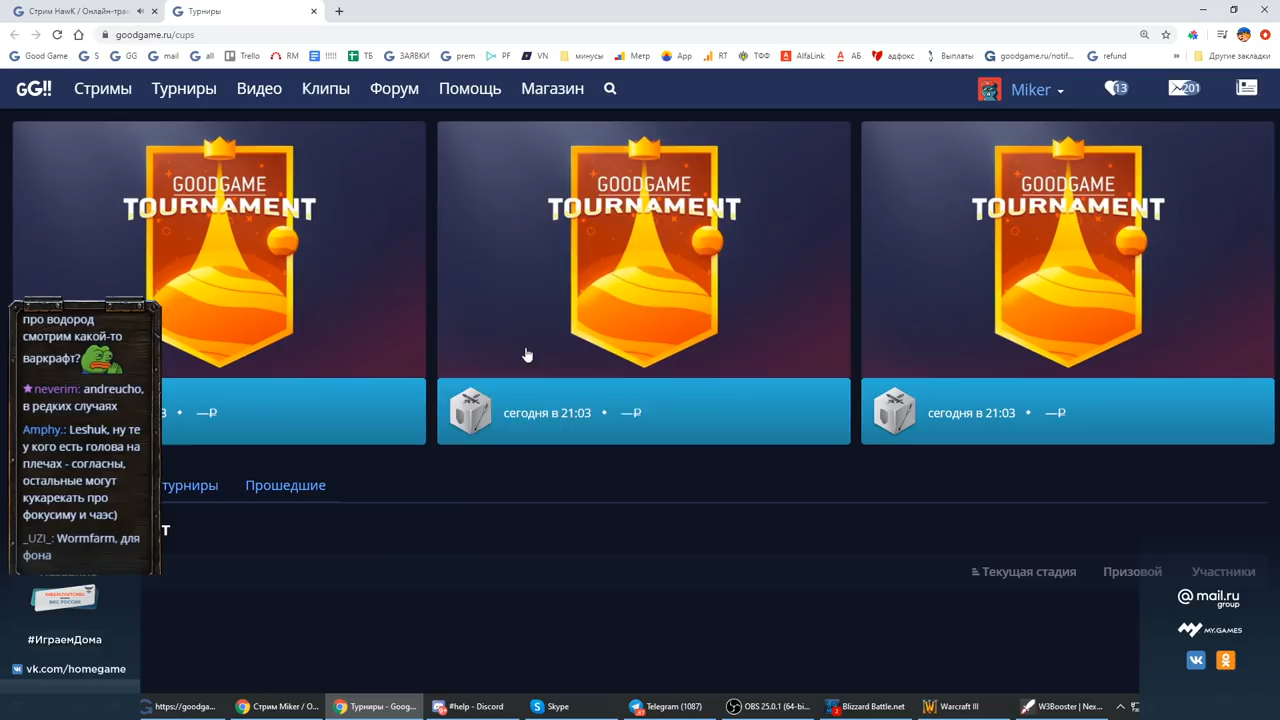 Стрим HawK / Онлайн-тран
Турниры
goodgame.ru/cups
Good Game
S
GG
mail
all
Trello
RM
!!!!!
ТБ
ЗАЯВКИ
prem
PF
VN
минусы
Метр
App
RT
ТФФ
AlfaLink
АБ
адфокс
Выплаты
goodgame.ru/notif...
refund
»
Другие закладки
GG!!
Стримы
Турниры
Видео
Клипы
Форум
Помощь
Магазин
Miker
13
201
GOODGAME
TOURNAMENT
GOODGAME
TOURNAMENT
GOODGAME
TOURNAMENT
3 • —₽
сегодня в 21:03 • —₽
сегодня в 21:03 • —₽
про водород
смотрим какой-то
варкрафт?
neverim: andreucho,
в редких случаях
Amphy.: Leshuk, ну те
у кого есть голова на
плечах - согласны,
остальные могут
кукарекать про
фокусиму и чаэс)
_UZI_: Wormfarm, для
фона
турниры
Прошедшие
т
Текущая стадия
Призовой
Участники
#ИграемДома
vk.com/homegame
@mail.ru
group
MY.GAMES
https://goodga...
Стрим Miker / О...
Турниры - Goog...
#help - Discord
Skype
Telegram (1087)
OBS 25.0.1 (64-bi...
Blizzard Battle.net
Warcraft III
W3Booster | Nex...